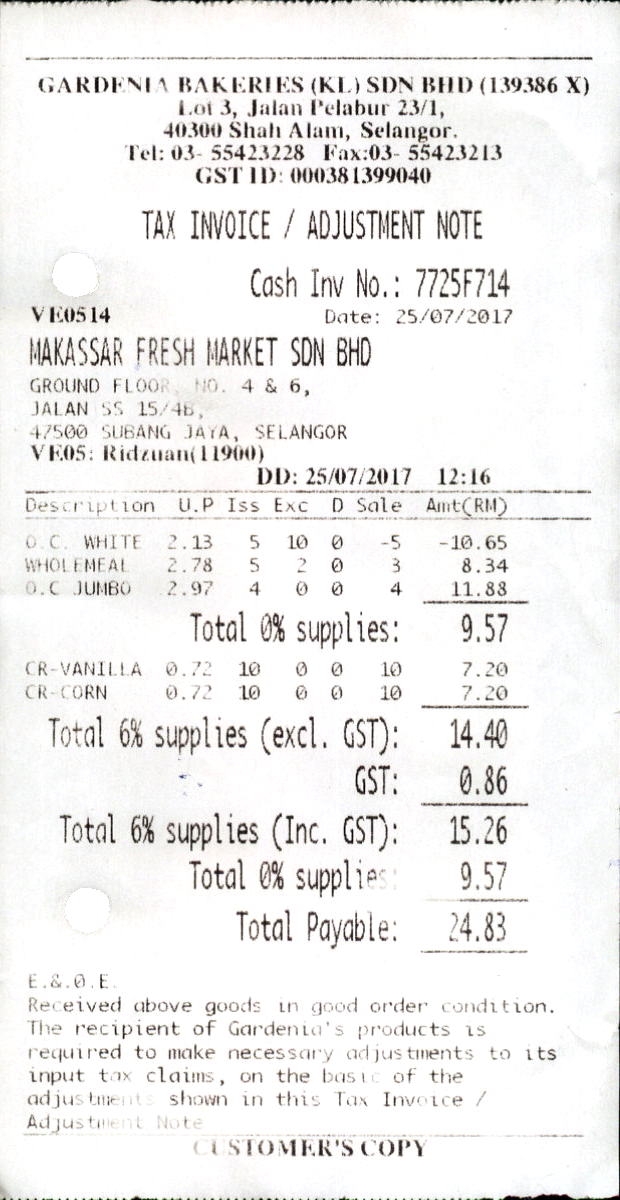 GARDENIA BAKERIES (KL) SDN BHD (139386 X)
Lot 3, Jalan Pelabur 23/1,
40300 Shah Alam, Selangor.
Tel: 03- 55423228 Fax:03- 55423213
GST ID: 000381399040
TAX INVOICE / ADJUSTMENT NOTE
Cash Inv No.: 7725F714
VE0514 Date: 25/07/2017
MAKASSAR FRESH MARKET SDN BHD
GROUND FLOOR, NO. 4 & 6,
JALAN SS 15/4B,
47500 SUBANG JAYA, SELANGOR
VE05: Ridzuan(11900)
DD: 25/07/2017 12:16
Description U.P Iss Exc D Sale Amt(RM)
O.C. WHITE 2.13 5 10 0 -5 -10.65
WHOLEMEAL 2.78 5 2 0 3 8.34
O.C JUMBO 2.97 4 0 0 4 11.88
Total 0% supplies: 9.57
CR-VANILLA 0.72 10 0 0 10 7.20
CR-CORN 0.72 10 0 0 10 7.20
Total 6% supplies (excl. GST): 14.40
GST: 0.86
Total 6% supplies (Inc. GST): 15.26
Total 0% supplies: 9.57
Total Payable: 24.83
E.&.O.E.
Received above goods in good order condition.
The recipient of Gardenia's products is
required to make necessary adjustments to its
input tax claims, on the basic of the
adjustments shown in this Tax Invoice /
Adjustment Note
CUSTOMER'S COPY